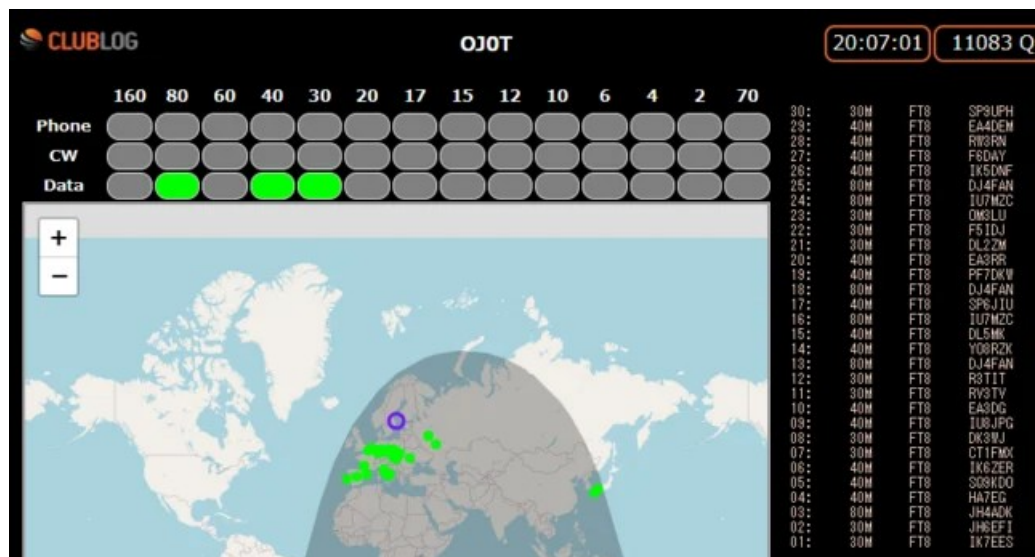 CLUBLOG
OJ0T
20:07:01
11083 Q
160 80 60 40 30 20 17 15 12 10 6 4 2 70
Phone
CW
Data
+
−
30: 30M FT8 SP9UPH
29: 40M FT8 EA4DEM
28: 40M FT8 RW3RN
27: 40M FT8 F6DAY
26: 40M FT8 IK5DNF
25: 80M FT8 DJ4FAN
24: 80M FT8 IU7MZC
23: 30M FT8 OM3LU
22: 30M FT8 F5IDJ
21: 30M FT8 DL2ZM
20: 40M FT8 EA3RR
19: 40M FT8 PF7DKW
18: 80M FT8 DJ4FAN
17: 40M FT8 SP6JIU
16: 80M FT8 IU7MZC
15: 40M FT8 DL5MK
14: 40M FT8 YO8RZK
13: 80M FT8 DJ4FAN
12: 30M FT8 R3TIT
11: 30M FT8 RV3TV
10: 40M FT8 EA3DG
09: 40M FT8 IU8JPG
08: 30M FT8 DK3WJ
07: 30M FT8 CT1FMX
06: 40M FT8 IK6ZER
05: 40M FT8 SO9KDO
04: 40M FT8 HA7EG
03: 80M FT8 JH4ADK
02: 30M FT8 JH6EFI
01: 30M FT8 IK7EES